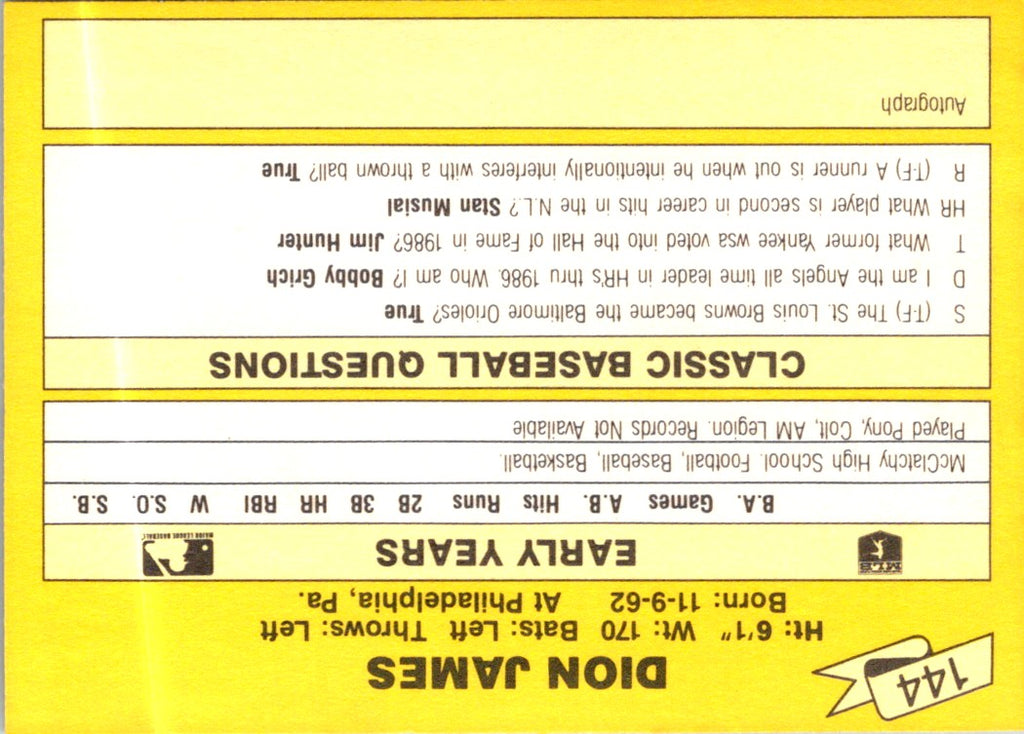 144
DION JAMES
Ht: 6'1" Wt: 170 Bats: Left Throws: Left
Born: 11-9-62 At Philadelphia, Pa.
MLB
EARLY YEARS
MAJOR LEAGUE BASEBALL
B.A. Games A.B. Hits Runs 2B 3B HR RBI W S.O. S.B.
McClatchy High School. Football, Baseball, Basketball.
Played Pony, Colt, AM Legion. Records Not Available
CLASSIC BASEBALL QUESTIONS
S (T-F) The St. Louis Browns became the Baltimore Orioles? True
D I am the Angels all time leader in HR's thru 1986. Who am I? Bobby Grich
T What former Yankee wsa voted into the Hall of Fame in 1986? Jim Hunter
HR What player is second in career hits in the N.L.? Stan Musial
R (T-F) A runner is out when he intentionally interferes with a thrown ball? True
Autograph